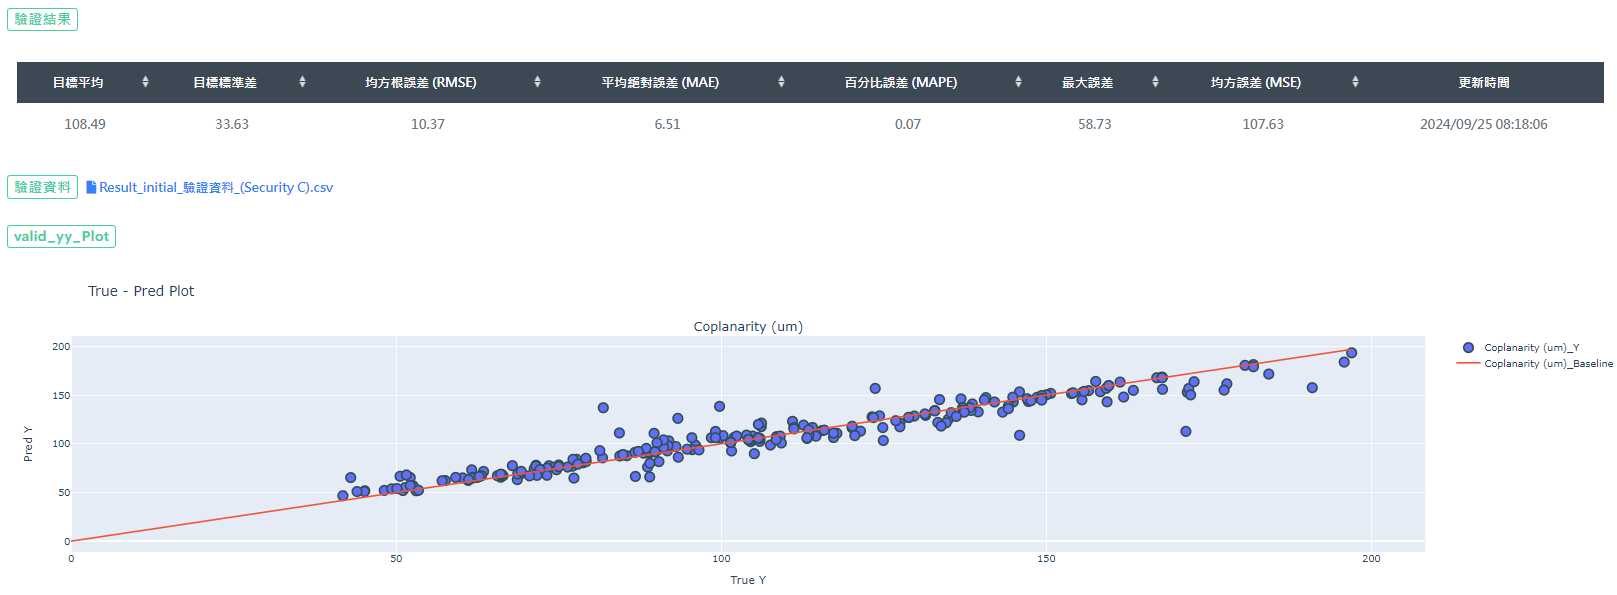 驗證結果
目標平均 目標標準差 均方根誤差 (RMSE) 平均絕對誤差 (MAE) 百分比誤差 (MAPE) 最大誤差 均方誤差 (MSE) 更新時間
108.49 33.63 10.37 6.51 0.07 58.73 107.63 2024/09/25 08:18:06
驗證資料 Result_initial_驗證資料_(Security C).csv
valid_yy_Plot
True - Pred Plot
Coplanarity (um)
200
150
100
50
0
Pred Y
0 50 100 150 200
True Y
Coplanarity (um)_Y
Coplanarity (um)_Baseline